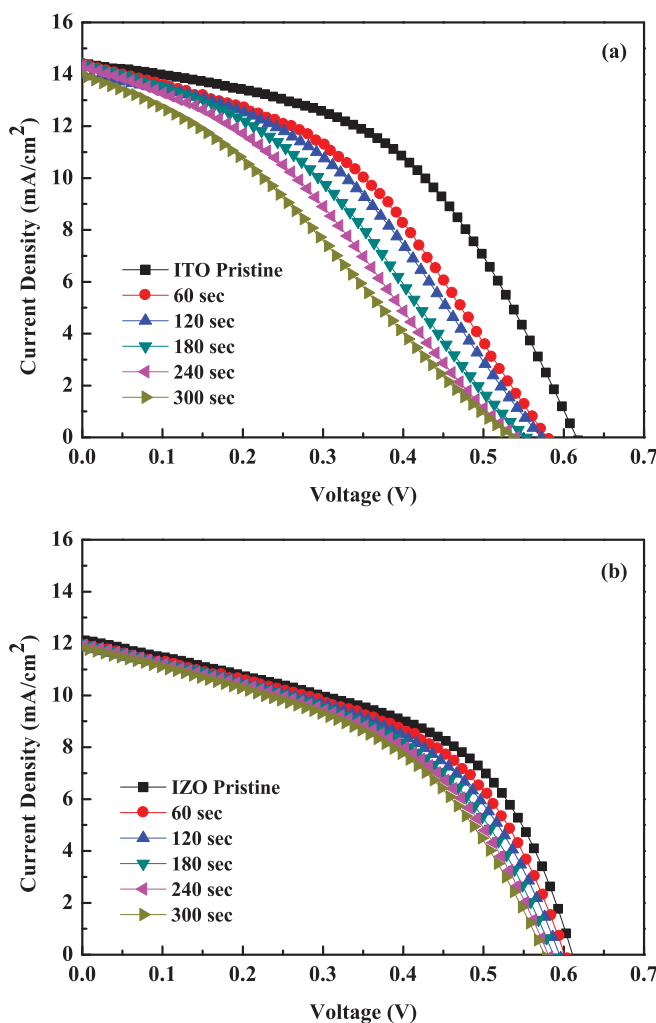 (a)
16
14
12
10
8
6
4
2
0
Current Density (mA/cm²)
ITO Pristine
60 sec
120 sec
180 sec
240 sec
300 sec
0.0 0.1 0.2 0.3 0.4 0.5 0.6 0.7
Voltage (V)
(b)
16
14
12
10
8
6
4
2
0
Current Density (mA/cm²)
IZO Pristine
60 sec
120 sec
180 sec
240 sec
300 sec
0.0 0.1 0.2 0.3 0.4 0.5 0.6 0.7
Voltage (V)